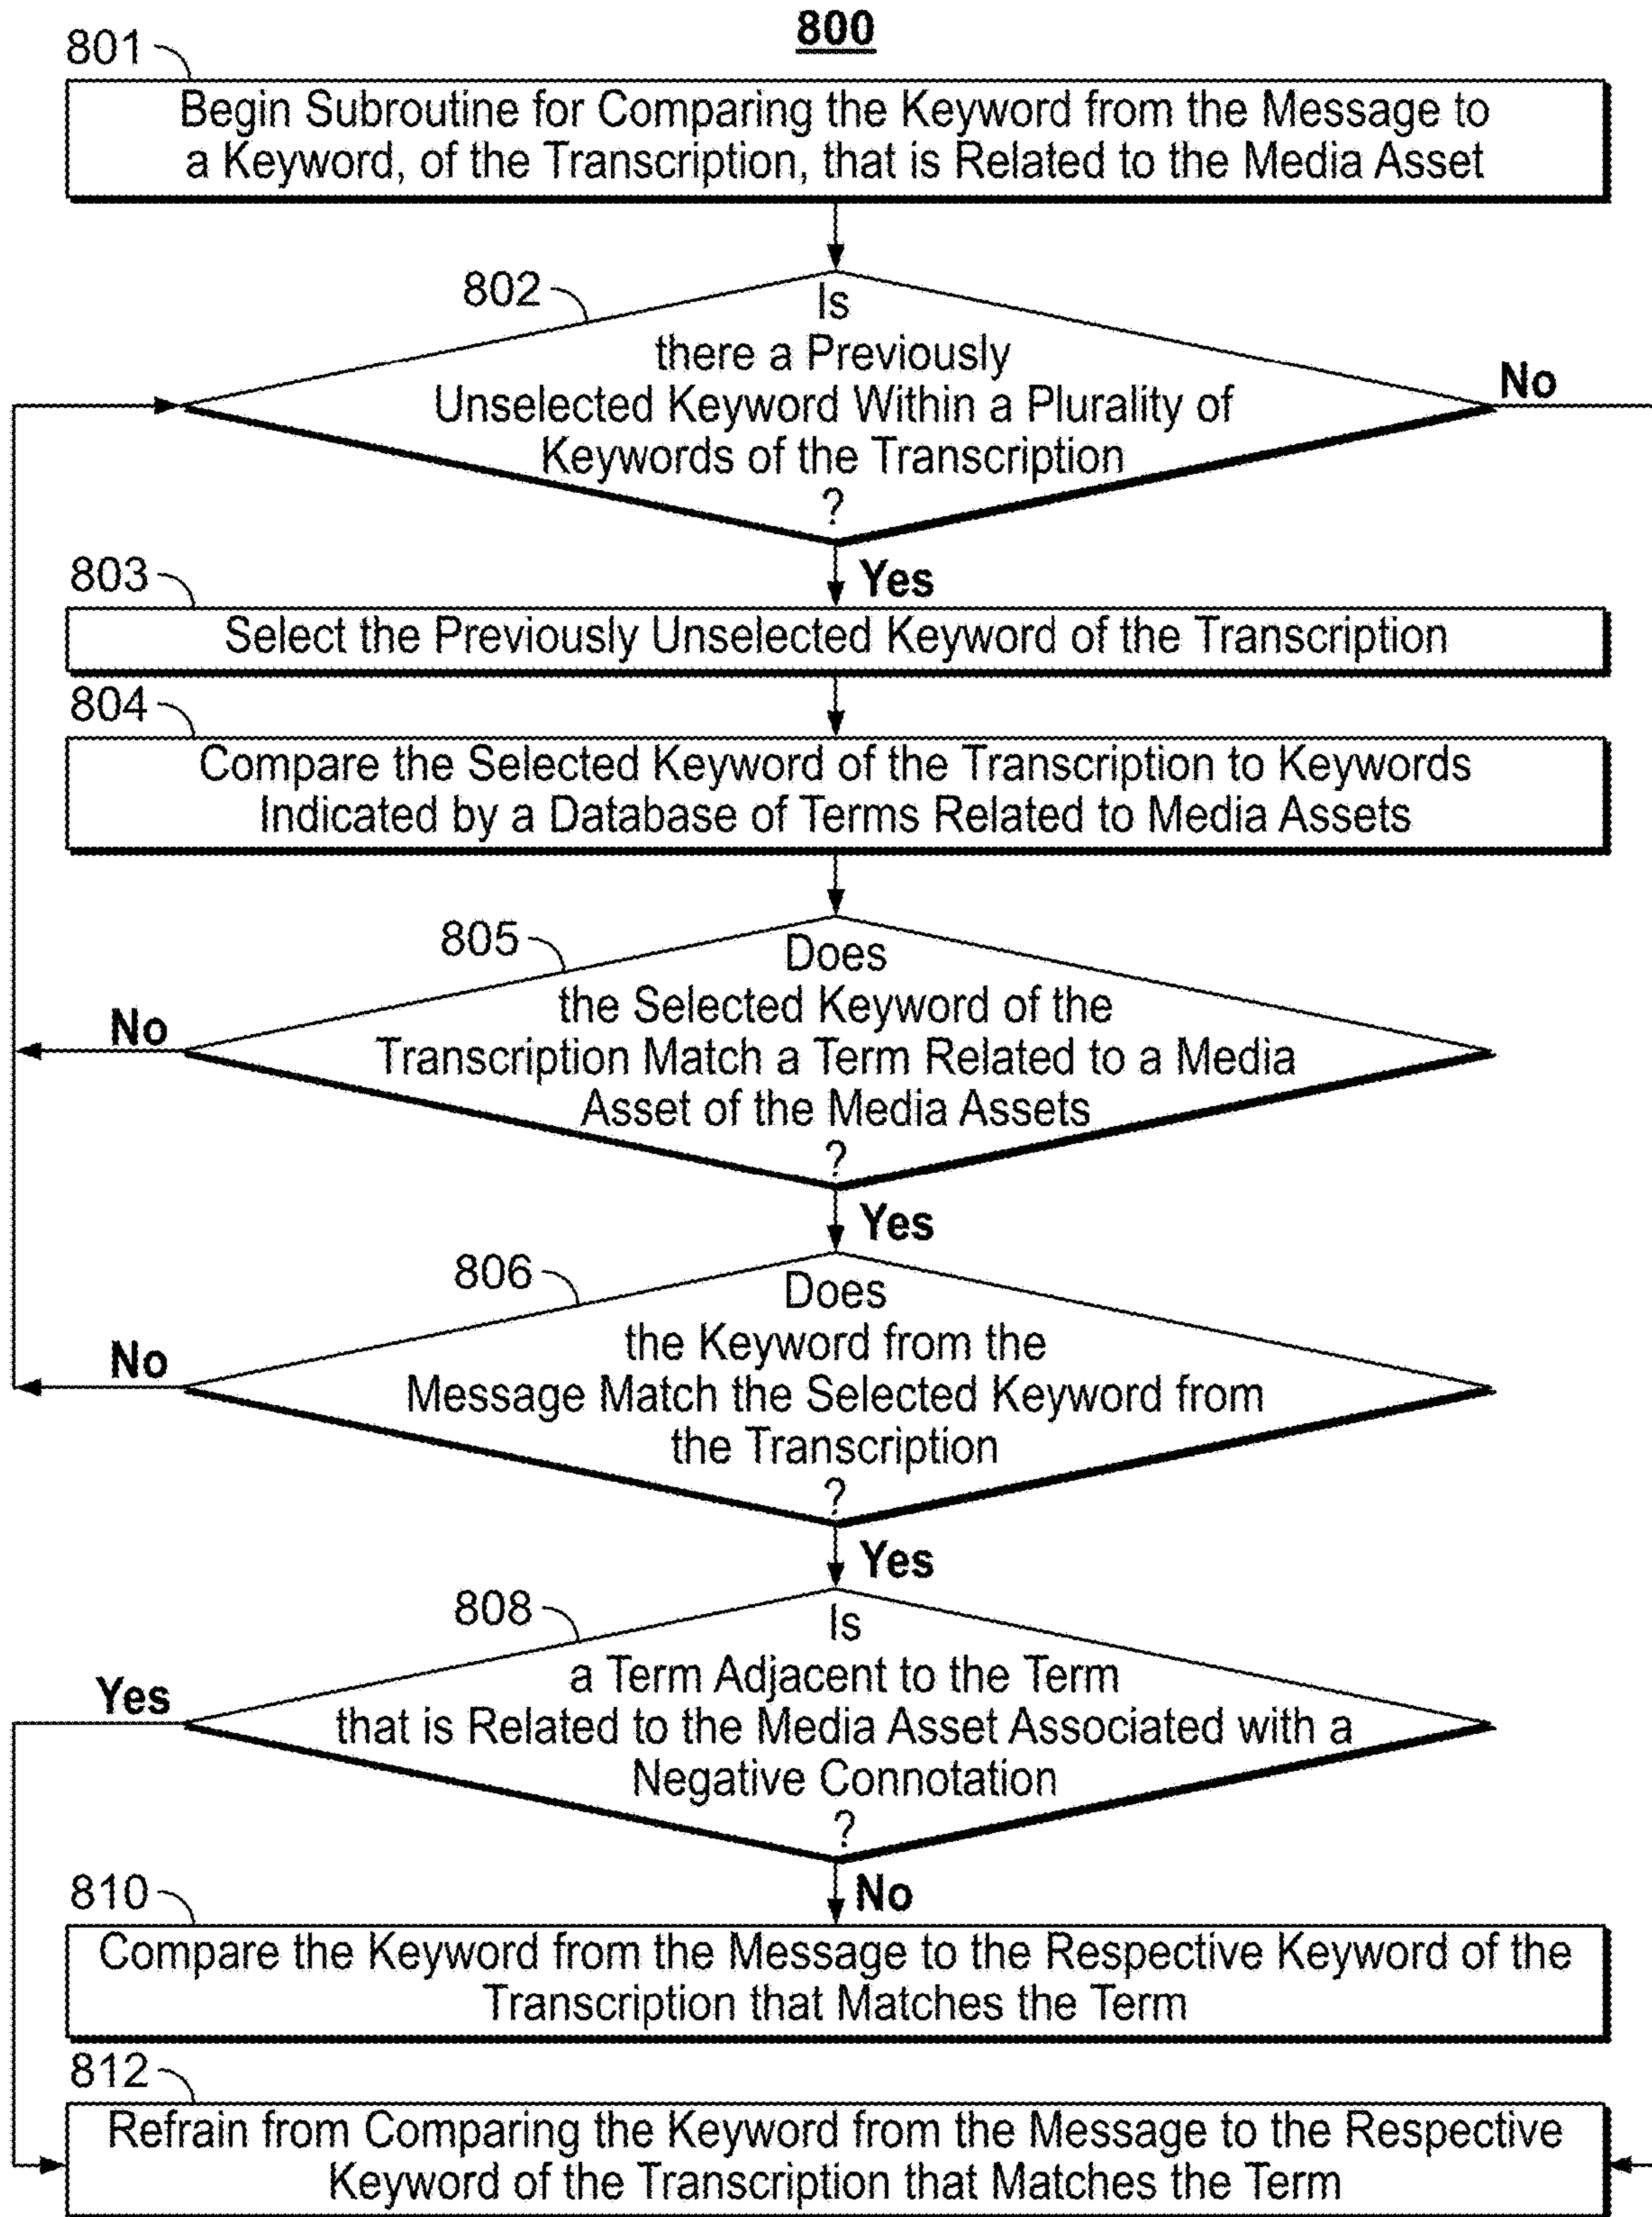 800
801
Begin Subroutine for Comparing the Keyword from the Message to
a Keyword, of the Transcription, that is Related to the Media Asset
802
Is
there a Previously
Unselected Keyword Within a Plurality of
Keywords of the Transcription
?
No
Yes
803
Select the Previously Unselected Keyword of the Transcription
804
Compare the Selected Keyword of the Transcription to Keywords
Indicated by a Database of Terms Related to Media Assets
805
Does
the Selected Keyword of the
Transcription Match a Term Related to a Media
Asset of the Media Assets
?
No
Yes
806
Does
the Keyword from the
Message Match the Selected Keyword from
the Transcription
?
No
Yes
808
Is
a Term Adjacent to the Term
that is Related to the Media Asset Associated with a
Negative Connotation
?
Yes
No
810
Compare the Keyword from the Message to the Respective Keyword of the
Transcription that Matches the Term
812
Refrain from Comparing the Keyword from the Message to the Respective
Keyword of the Transcription that Matches the Term